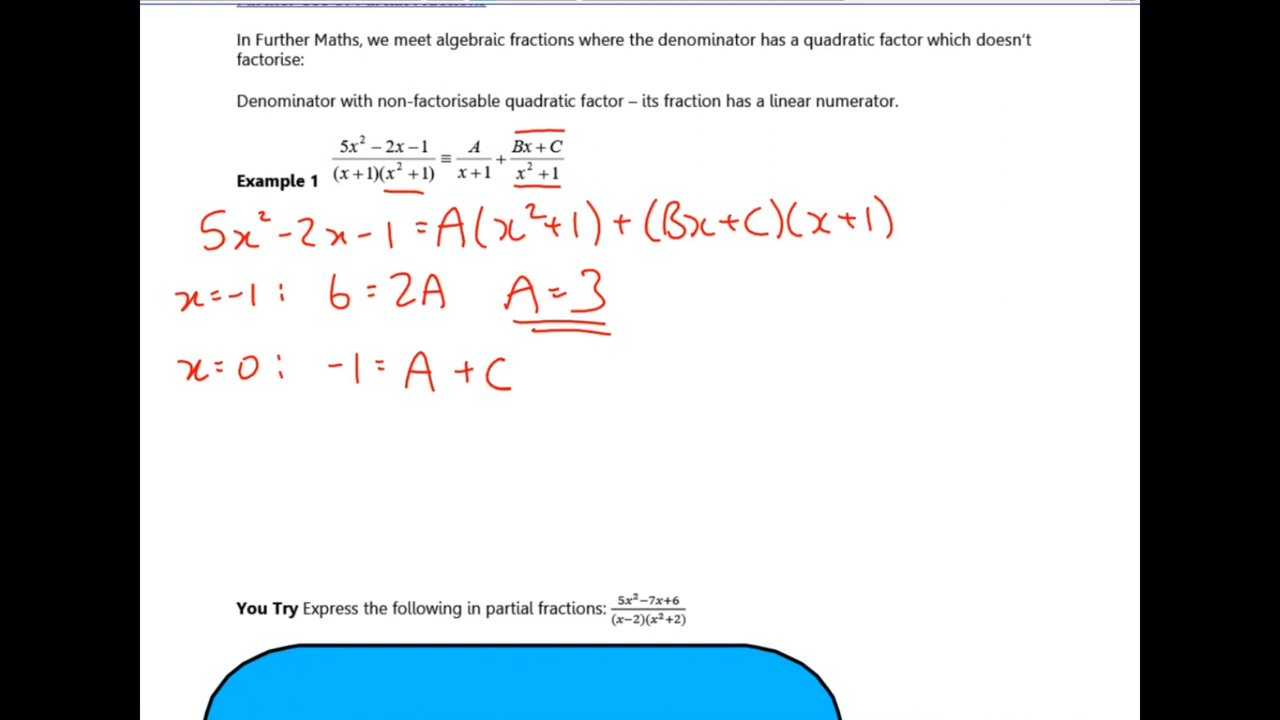 In Further Maths, we meet algebraic fractions where the denominator has a quadratic factor which doesn't
factorise:
Denominator with non-factorisable quadratic factor – its fraction has a linear numerator.
Example 1 (5x² – 2x – 1)/((x+1)(x²+1)) ≡ A/(x+1) + (Bx+C)/(x²+1)
5x² - 2x - 1 = A(x²+1) + (Bx+C)(x+1)
x=-1: 6 = 2A A = 3
x=0: -1 = A + C
You Try Express the following in partial fractions: (5x²−7x+6)/((x−2)(x²+2))